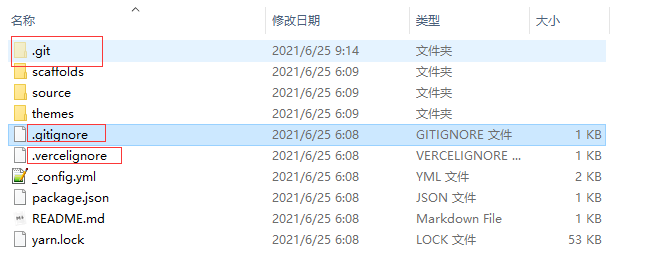 名称 修改日期 类型 大小
.git 2021/6/25 9:14 文件夹
scaffolds 2021/6/25 6:09 文件夹
source 2021/6/25 6:09 文件夹
themes 2021/6/25 6:09 文件夹
.gitignore 2021/6/25 6:08 GITIGNORE 文件 1 KB
.vercelignore 2021/6/25 6:08 VERCELIGNORE ... 1 KB
_config.yml 2021/6/25 6:08 YML 文件 2 KB
package.json 2021/6/25 6:08 JSON 文件 1 KB
README.md 2021/6/25 6:08 Markdown File 1 KB
yarn.lock 2021/6/25 6:08 LOCK 文件 53 KB